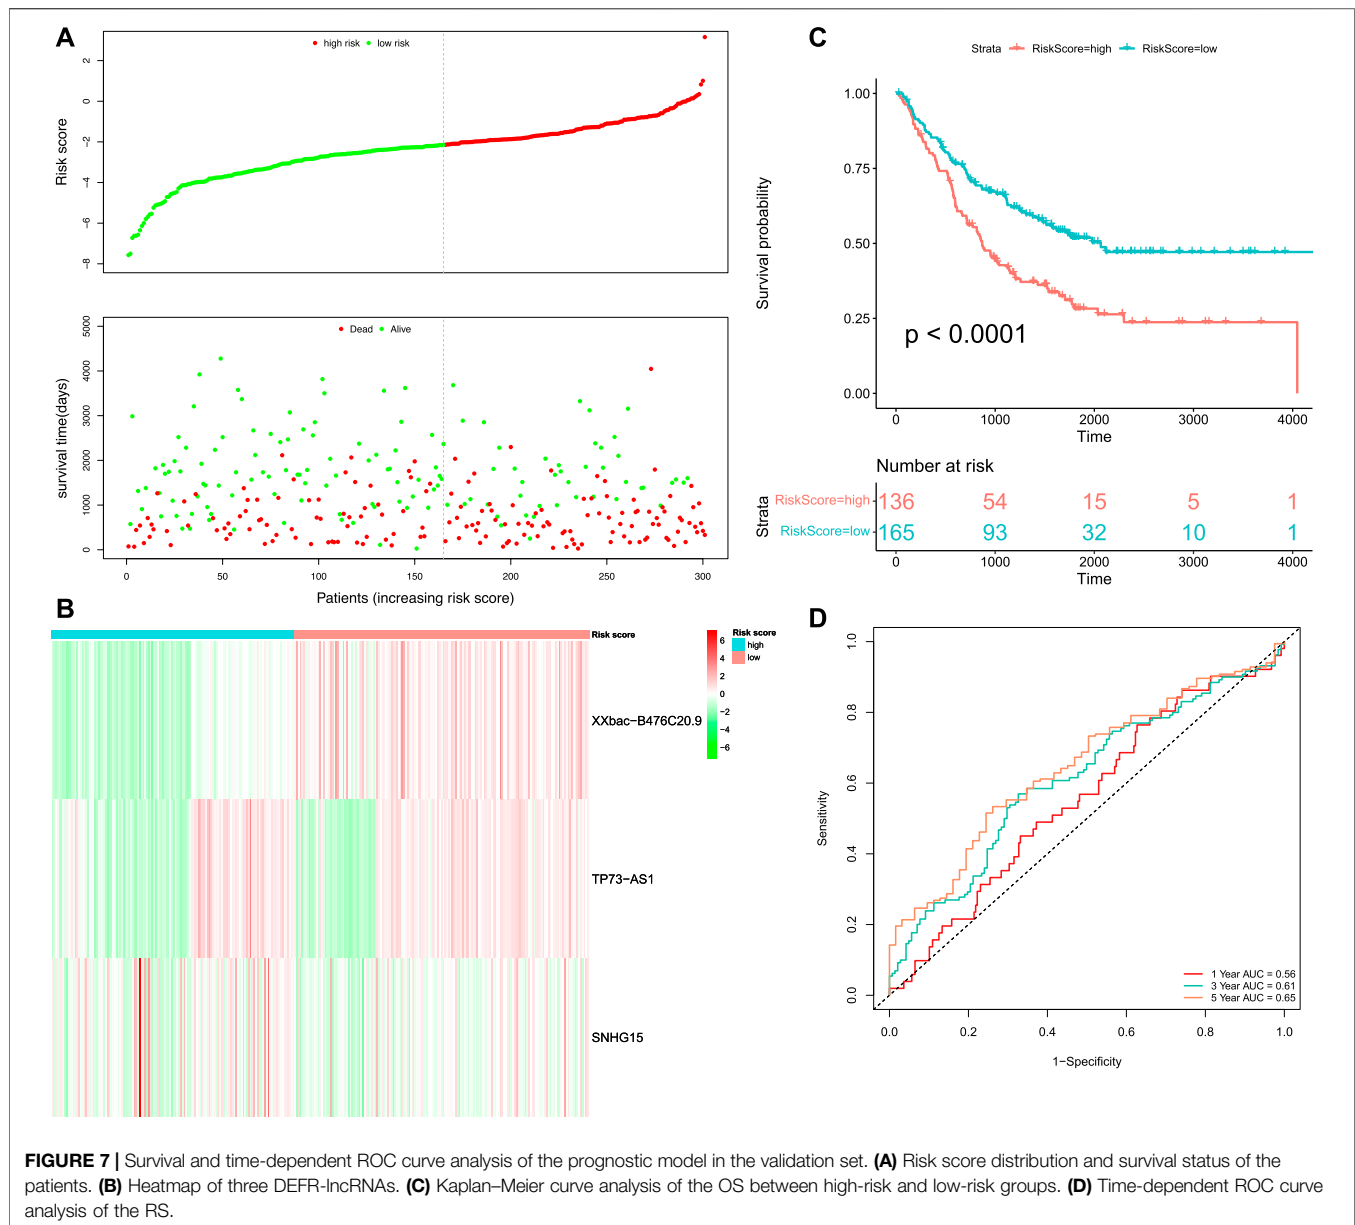 A
high risk low risk
Risk score
2
0
−2
−4
−6
−8
Dead Alive
survival time(days)
5000
4000
3000
2000
1000
0
0 50 100 150 200 250 300
Patients (increasing risk score)
B
Risk score
XXbac−B476C20.9
TP73−AS1
SNHG15
6
4
2
0
−2
−4
−6
Risk score
high
low
C
Strata RiskScore=high RiskScore=low
Survival probability
1.00
0.75
0.50
0.25
0.00
p < 0.0001
0 1000 2000 3000 4000
Time
Number at risk
Strata
RiskScore=high 136 54 15 5 1
RiskScore=low 165 93 32 10 1
0 1000 2000 3000 4000
Time
D
Sensitivity
1.0
0.8
0.6
0.4
0.2
0.0
1 Year AUC = 0.56
3 Year AUC = 0.61
5 Year AUC = 0.65
0.0 0.2 0.4 0.6 0.8 1.0
1−Specificity
FIGURE 7 | Survival and time-dependent ROC curve analysis of the prognostic model in the validation set. (A) Risk score distribution and survival status of the
patients. (B) Heatmap of three DEFR-lncRNAs. (C) Kaplan–Meier curve analysis of the OS between high-risk and low-risk groups. (D) Time-dependent ROC curve
analysis of the RS.